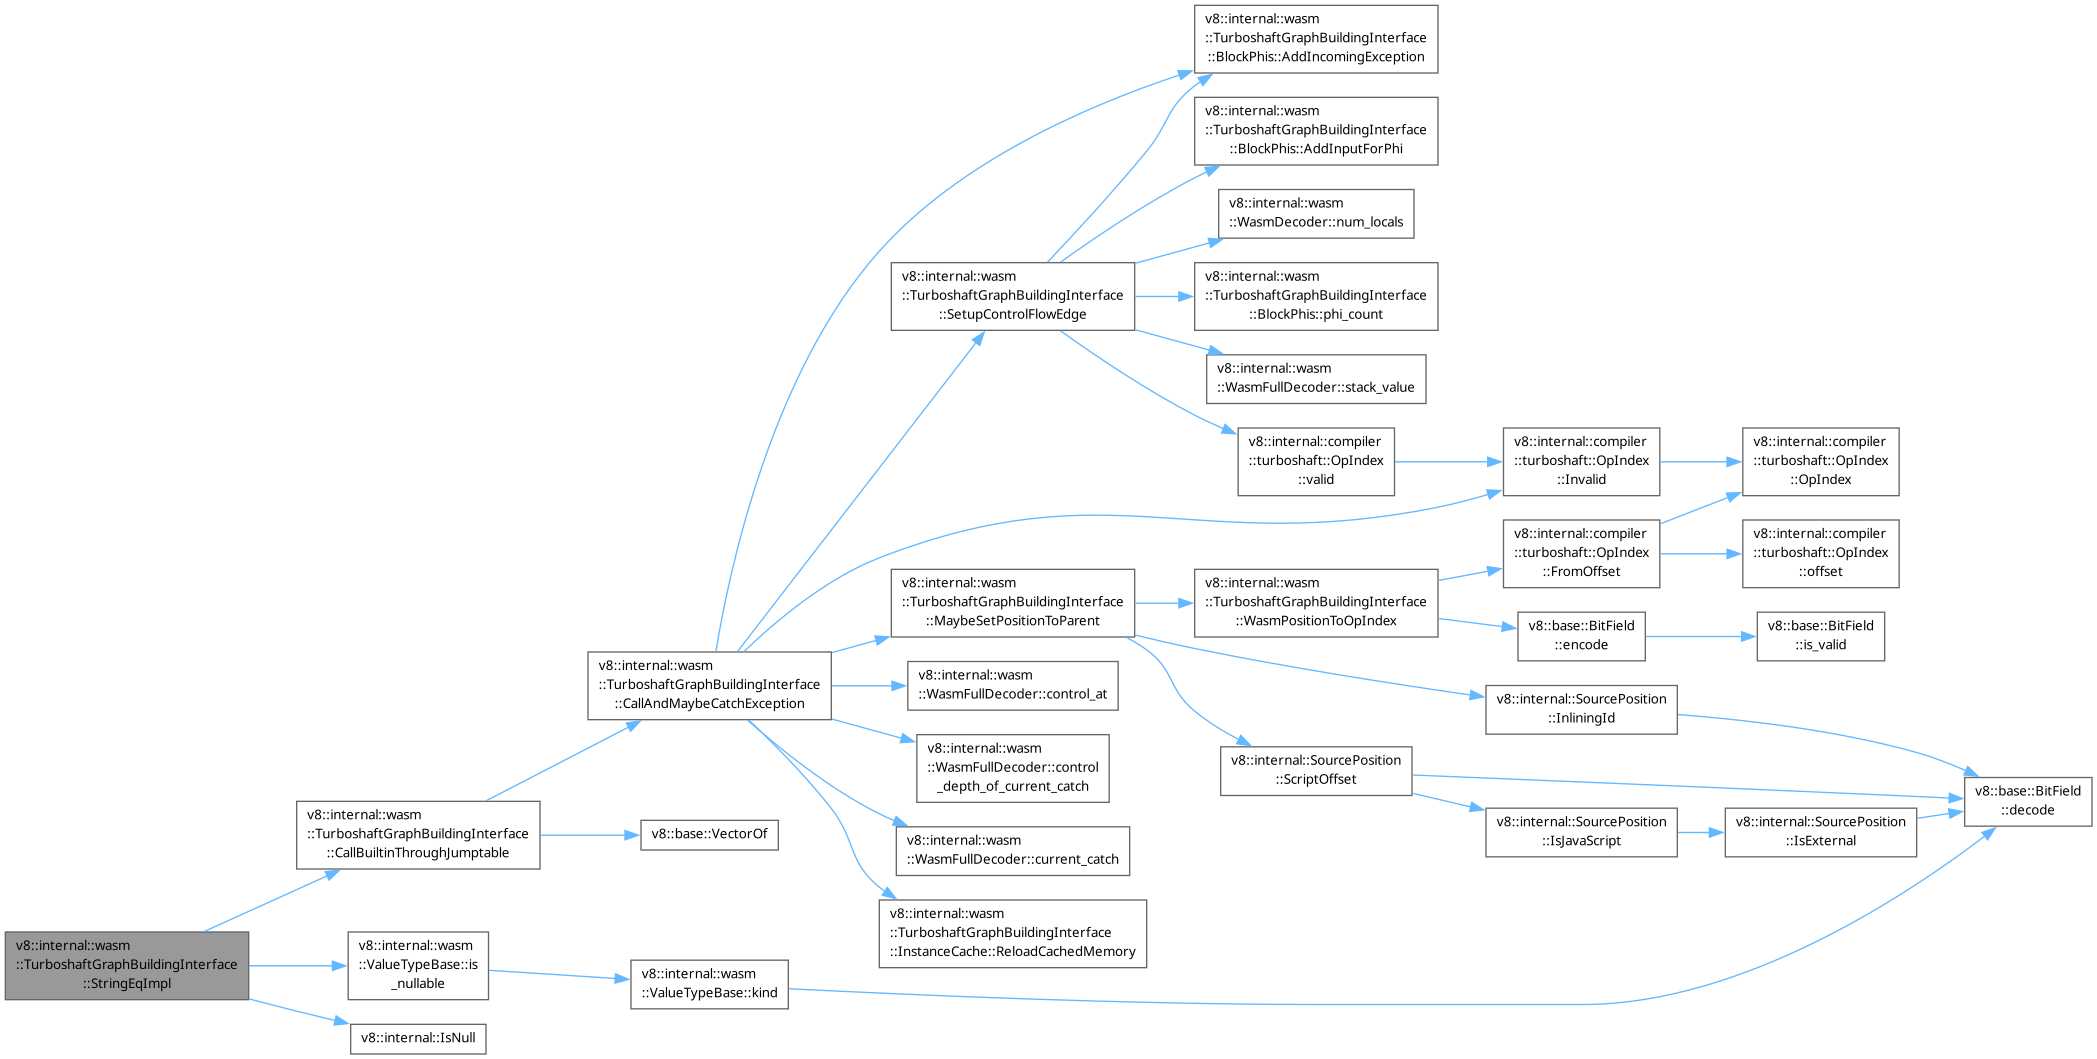 v8::internal::wasm
::TurboshaftGraphBuildingInterface
::StringEqImpl
v8::internal::wasm
::TurboshaftGraphBuildingInterface
::CallBuiltinThroughJumptable
v8::internal::wasm
::TurboshaftGraphBuildingInterface
::CallAndMaybeCatchException
v8::internal::wasm
::TurboshaftGraphBuildingInterface
::BlockPhis::AddIncomingException
v8::internal::wasm
::TurboshaftGraphBuildingInterface
::SetupControlFlowEdge
v8::internal::wasm
::TurboshaftGraphBuildingInterface
::BlockPhis::AddInputForPhi
v8::internal::wasm
::WasmDecoder::num_locals
v8::internal::wasm
::TurboshaftGraphBuildingInterface
::BlockPhis::phi_count
v8::internal::wasm
::WasmFullDecoder::stack_value
v8::internal::compiler
::turboshaft::OpIndex
::valid
v8::internal::compiler
::turboshaft::OpIndex
::Invalid
v8::internal::compiler
::turboshaft::OpIndex
::OpIndex
v8::internal::wasm
::TurboshaftGraphBuildingInterface
::MaybeSetPositionToParent
v8::internal::wasm
::TurboshaftGraphBuildingInterface
::WasmPositionToOpIndex
v8::internal::compiler
::turboshaft::OpIndex
::FromOffset
v8::internal::compiler
::turboshaft::OpIndex
::offset
v8::base::BitField
::encode
v8::base::BitField
::is_valid
v8::internal::SourcePosition
::InliningId
v8::internal::SourcePosition
::ScriptOffset
v8::internal::SourcePosition
::IsJavaScript
v8::internal::SourcePosition
::IsExternal
v8::base::BitField
::decode
v8::internal::wasm
::WasmFullDecoder::control_at
v8::internal::wasm
::WasmFullDecoder::control
_depth_of_current_catch
v8::internal::wasm
::WasmFullDecoder::current_catch
v8::internal::wasm
::TurboshaftGraphBuildingInterface
::InstanceCache::ReloadCachedMemory
v8::base::VectorOf
v8::internal::wasm
::ValueTypeBase::is
_nullable
v8::internal::wasm
::ValueTypeBase::kind
v8::internal::IsNull